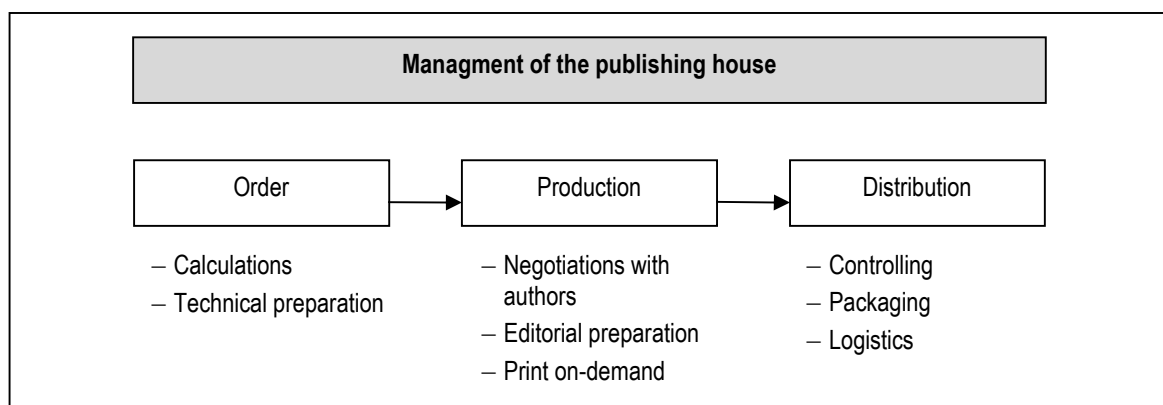 Managment of the publishing house
Order
Production
Distribution
– Calculations
– Technical preparation
– Negotiations with
authors
– Editorial preparation
– Print on-demand
– Controlling
– Packaging
– Logistics